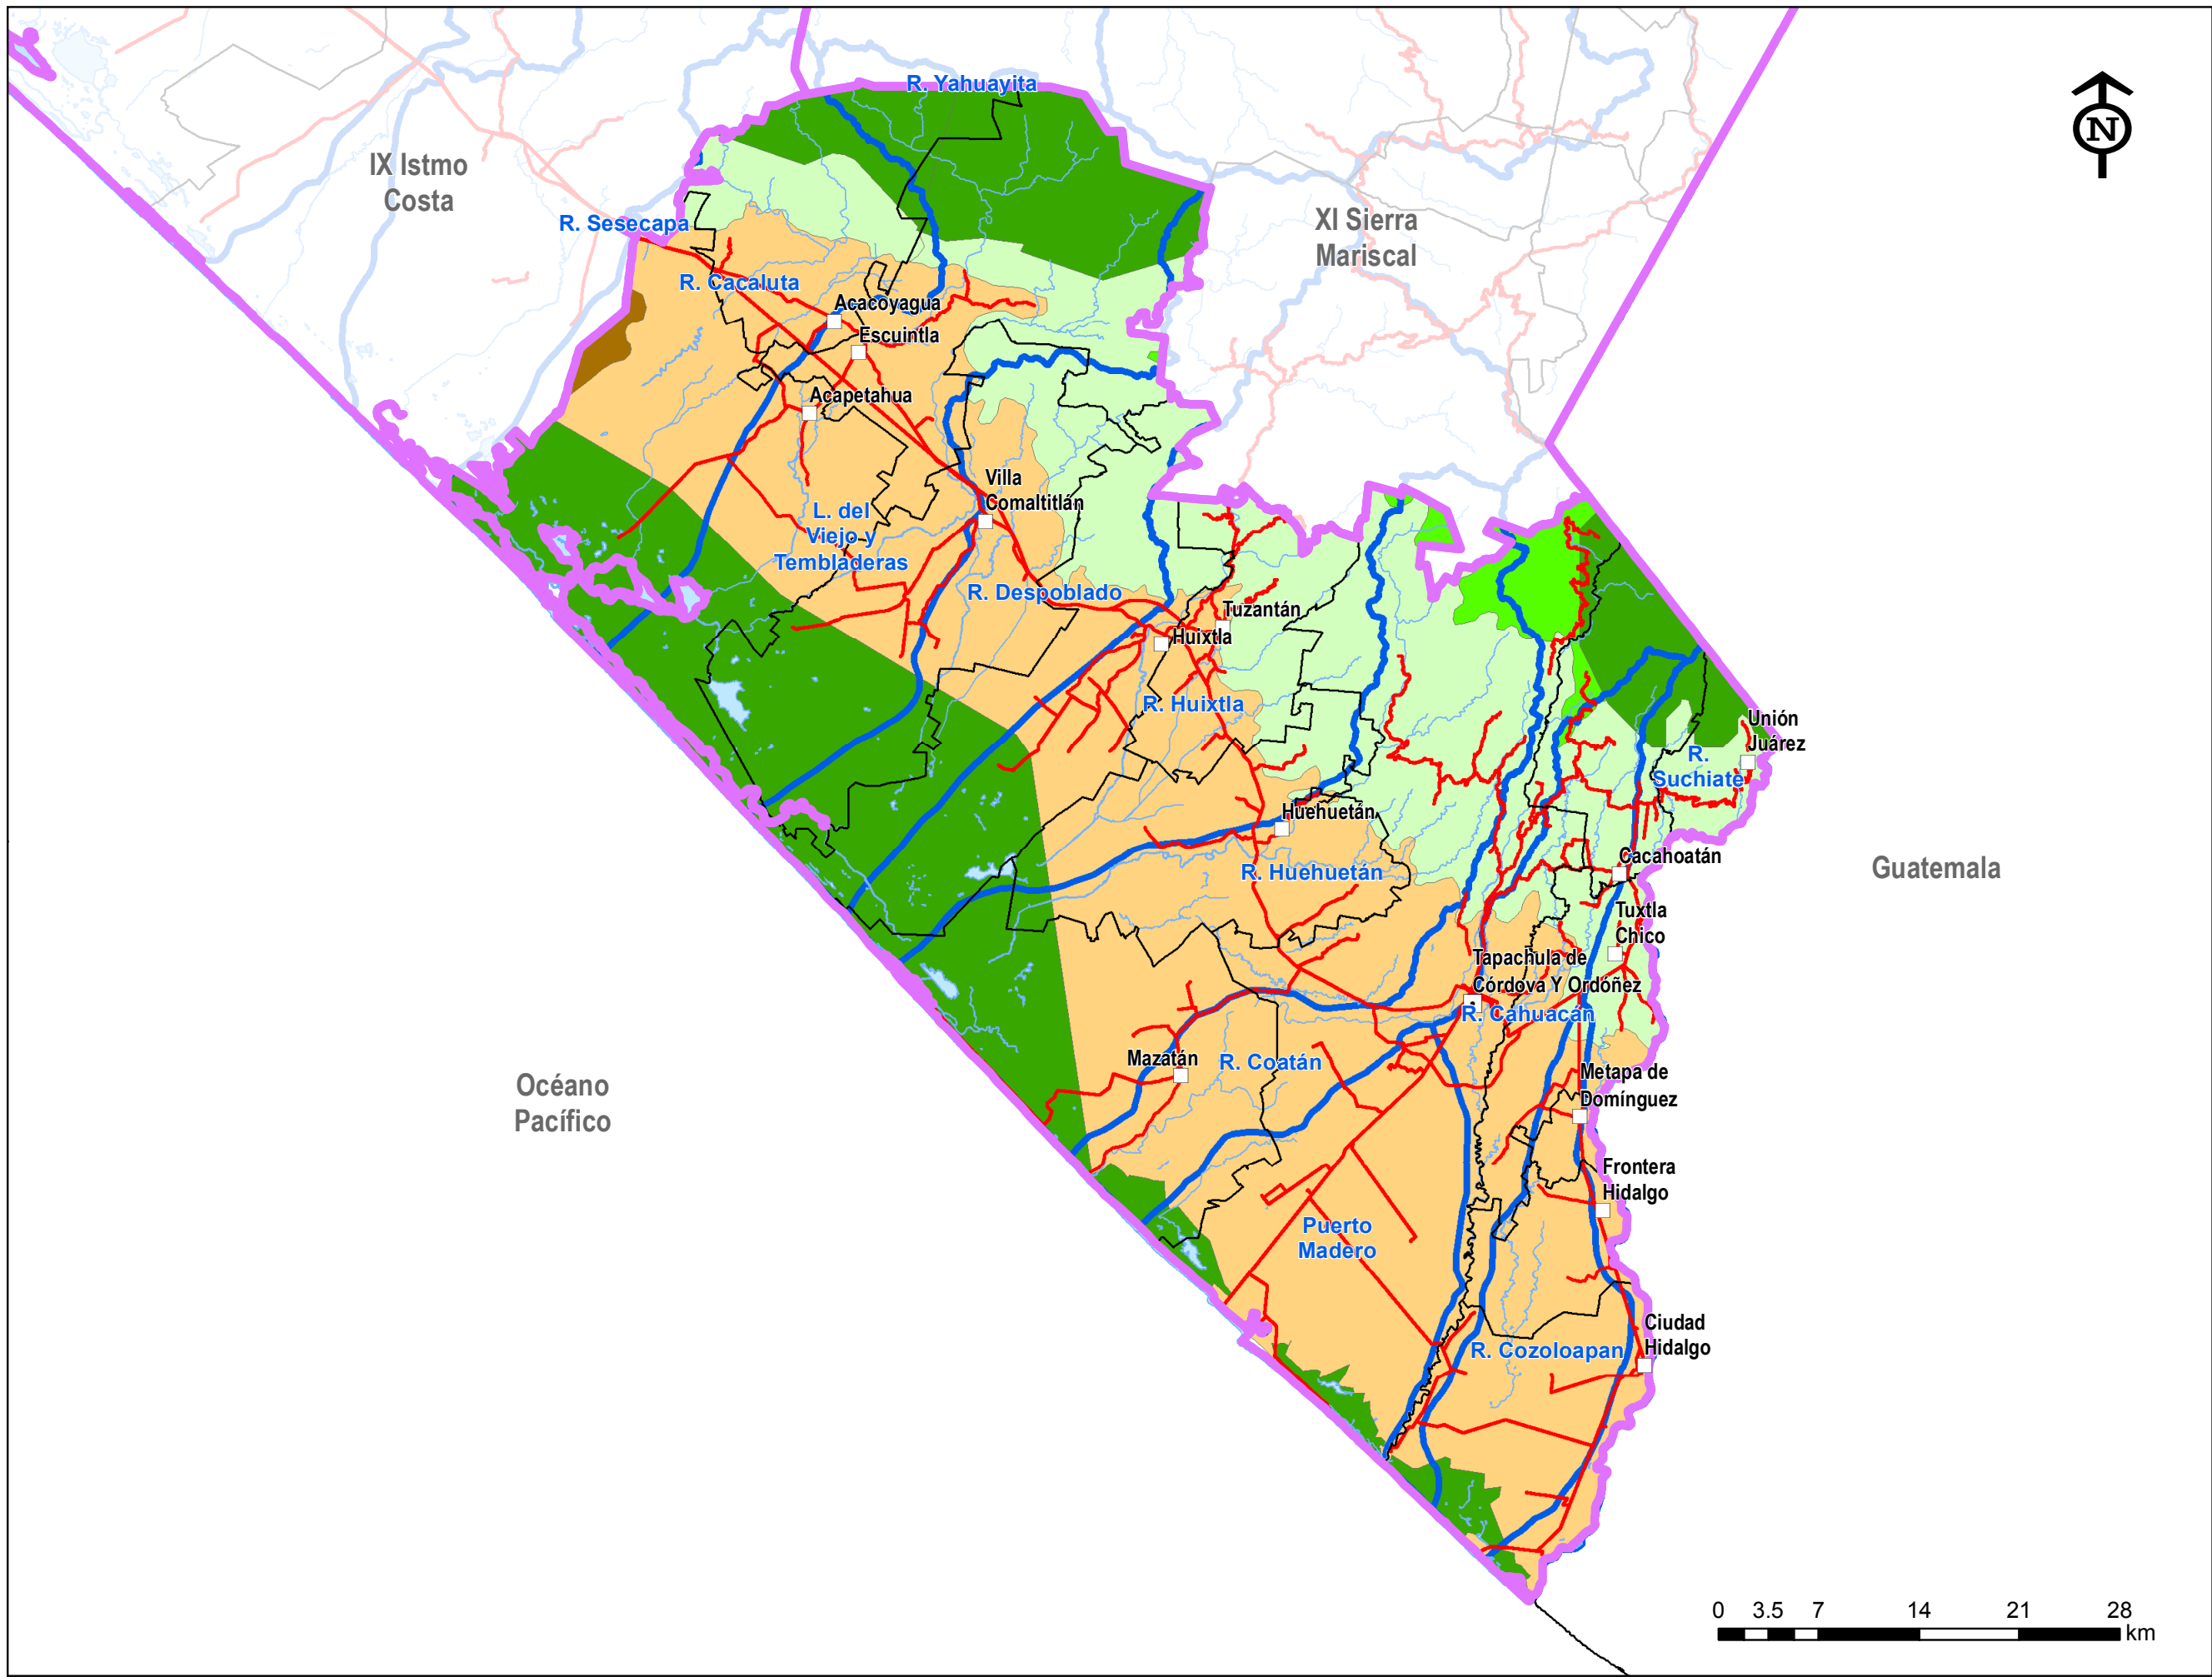 R. Yahuayita
N
IX Istmo
Costa
XI Sierra
Mariscal
R. Sesecapa
R. Cacaluta
Acacoyagua
Escuintla
Acapetahua
Villa
Comaltitlán
L. del
Viejo y
Tembladeras
R. Despoblado
Tuzantán
Huixtla
R. Huixtla
Unión
Juárez
R.
Suchiate
Huehuetán
R. Huehuetán
Cacahoatán
Guatemala
Tuxtla
Chico
Tapachula de
Córdova Y Ordóñez
R. Cahuacán
Mazatán
R. Coatán
Océano
Pacífico
Metapa de
Domínguez
Frontera
Hidalgo
Puerto
Madero
Ciudad
Hidalgo
R. Cozoloapan
0 3.5 7 14 21 28
km